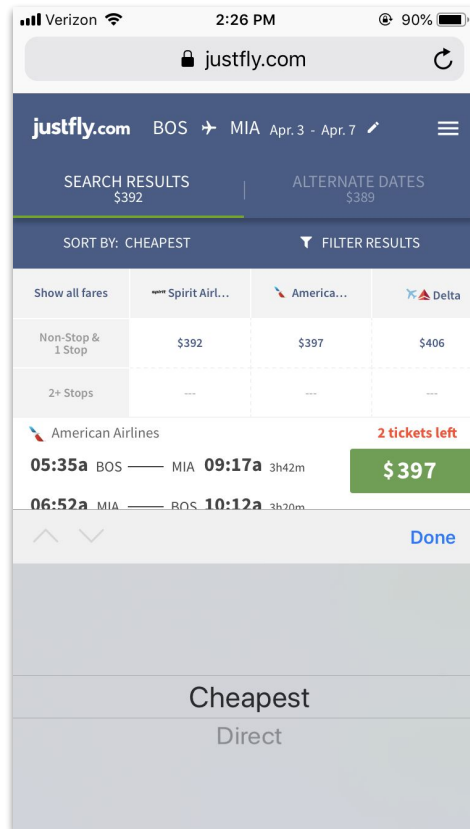 Verizon 2:26 PM 90%
justfly.com
justfly.com BOS MIA Apr. 3 - Apr. 7
SEARCH RESULTS ALTERNATE DATES
$392 $389
SORT BY: CHEAPEST FILTER RESULTS
Show all fares spirit Spirit Airl... America... Delta
Non-Stop &
1 Stop $392 $397 $406
2+ Stops --- --- ---
American Airlines 2 tickets left
05:35a BOS MIA 09:17a 3h42m $397
06:52a MIA BOS 10:12a 3h20m
Done
Cheapest
Direct